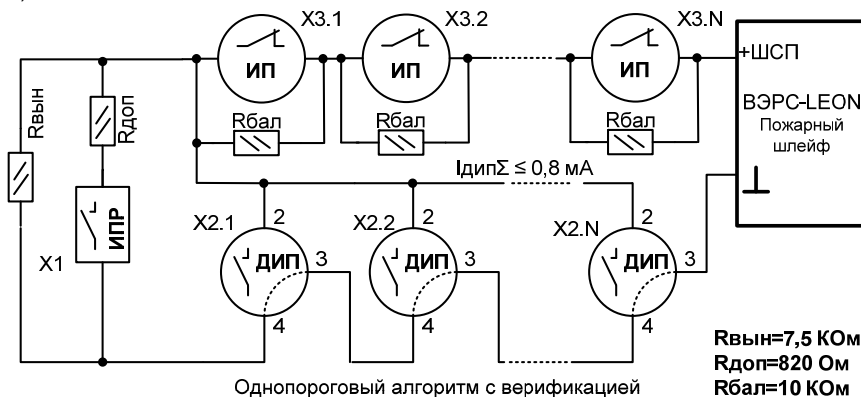 X3.1
X3.2
X3.N
ИП
ИП
ИП
+ШСП
ВЭРС-LEON
Пожарный
шлейф
Rвын
Rдоп
Rбал
Rбал
Rбал
IдипΣ ≤ 0,8 мА
X2.1
2
X2.2
2
X2.N
2
ИПР
X1
ДИП
3
ДИП
3
ДИП
3
4
4
4
Rвын=7,5 КОм
Rдоп=820 Ом
Rбал=10 КОм
Однопороговый алгоритм с верификацией